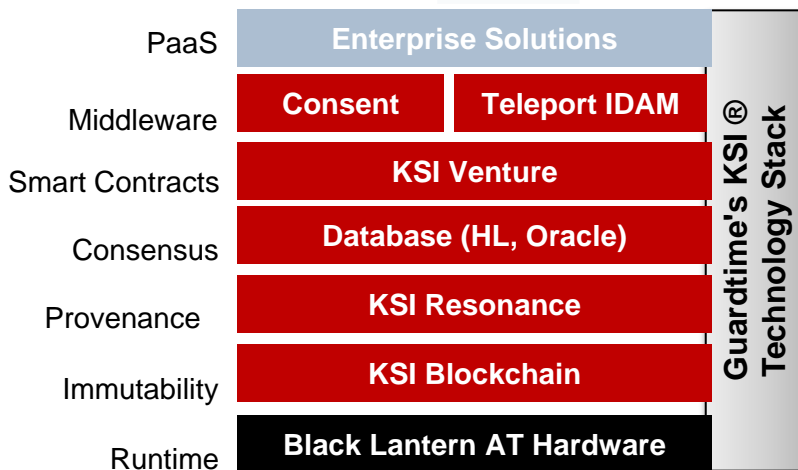 PaaS
Enterprise Solutions
Middleware
Consent
Teleport IDAM
Smart Contracts
KSI Venture
Consensus
Database (HL, Oracle)
Provenance
KSI Resonance
Immutability
KSI Blockchain
Runtime
Black Lantern AT Hardware
Guardtime's KSI ®
Technology Stack